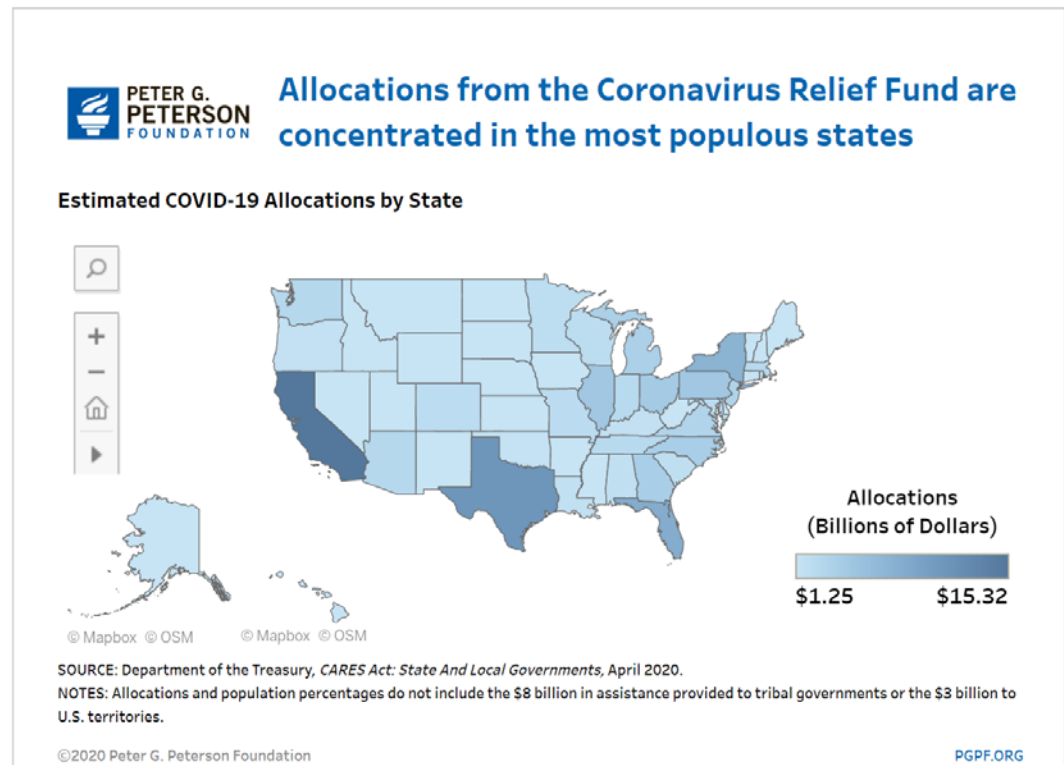 PETER G.
PETERSON
FOUNDATION
Allocations from the Coronavirus Relief Fund are
concentrated in the most populous states
Estimated COVID-19 Allocations by State
Allocations
(Billions of Dollars)
$1.25 $15.32
© Mapbox © OSM © Mapbox © OSM
SOURCE: Department of the Treasury, CARES Act: State And Local Governments, April 2020.
NOTES: Allocations and population percentages do not include the $8 billion in assistance provided to tribal governments or the $3 billion to
U.S. territories.
©2020 Peter G. Peterson Foundation PGPF.ORG